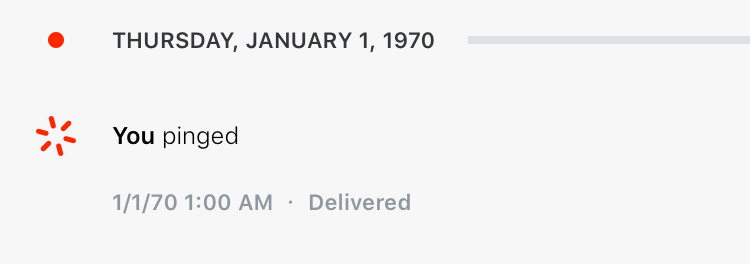 THURSDAY, JANUARY 1, 1970
You pinged
1/1/70 1:00 AM · Delivered